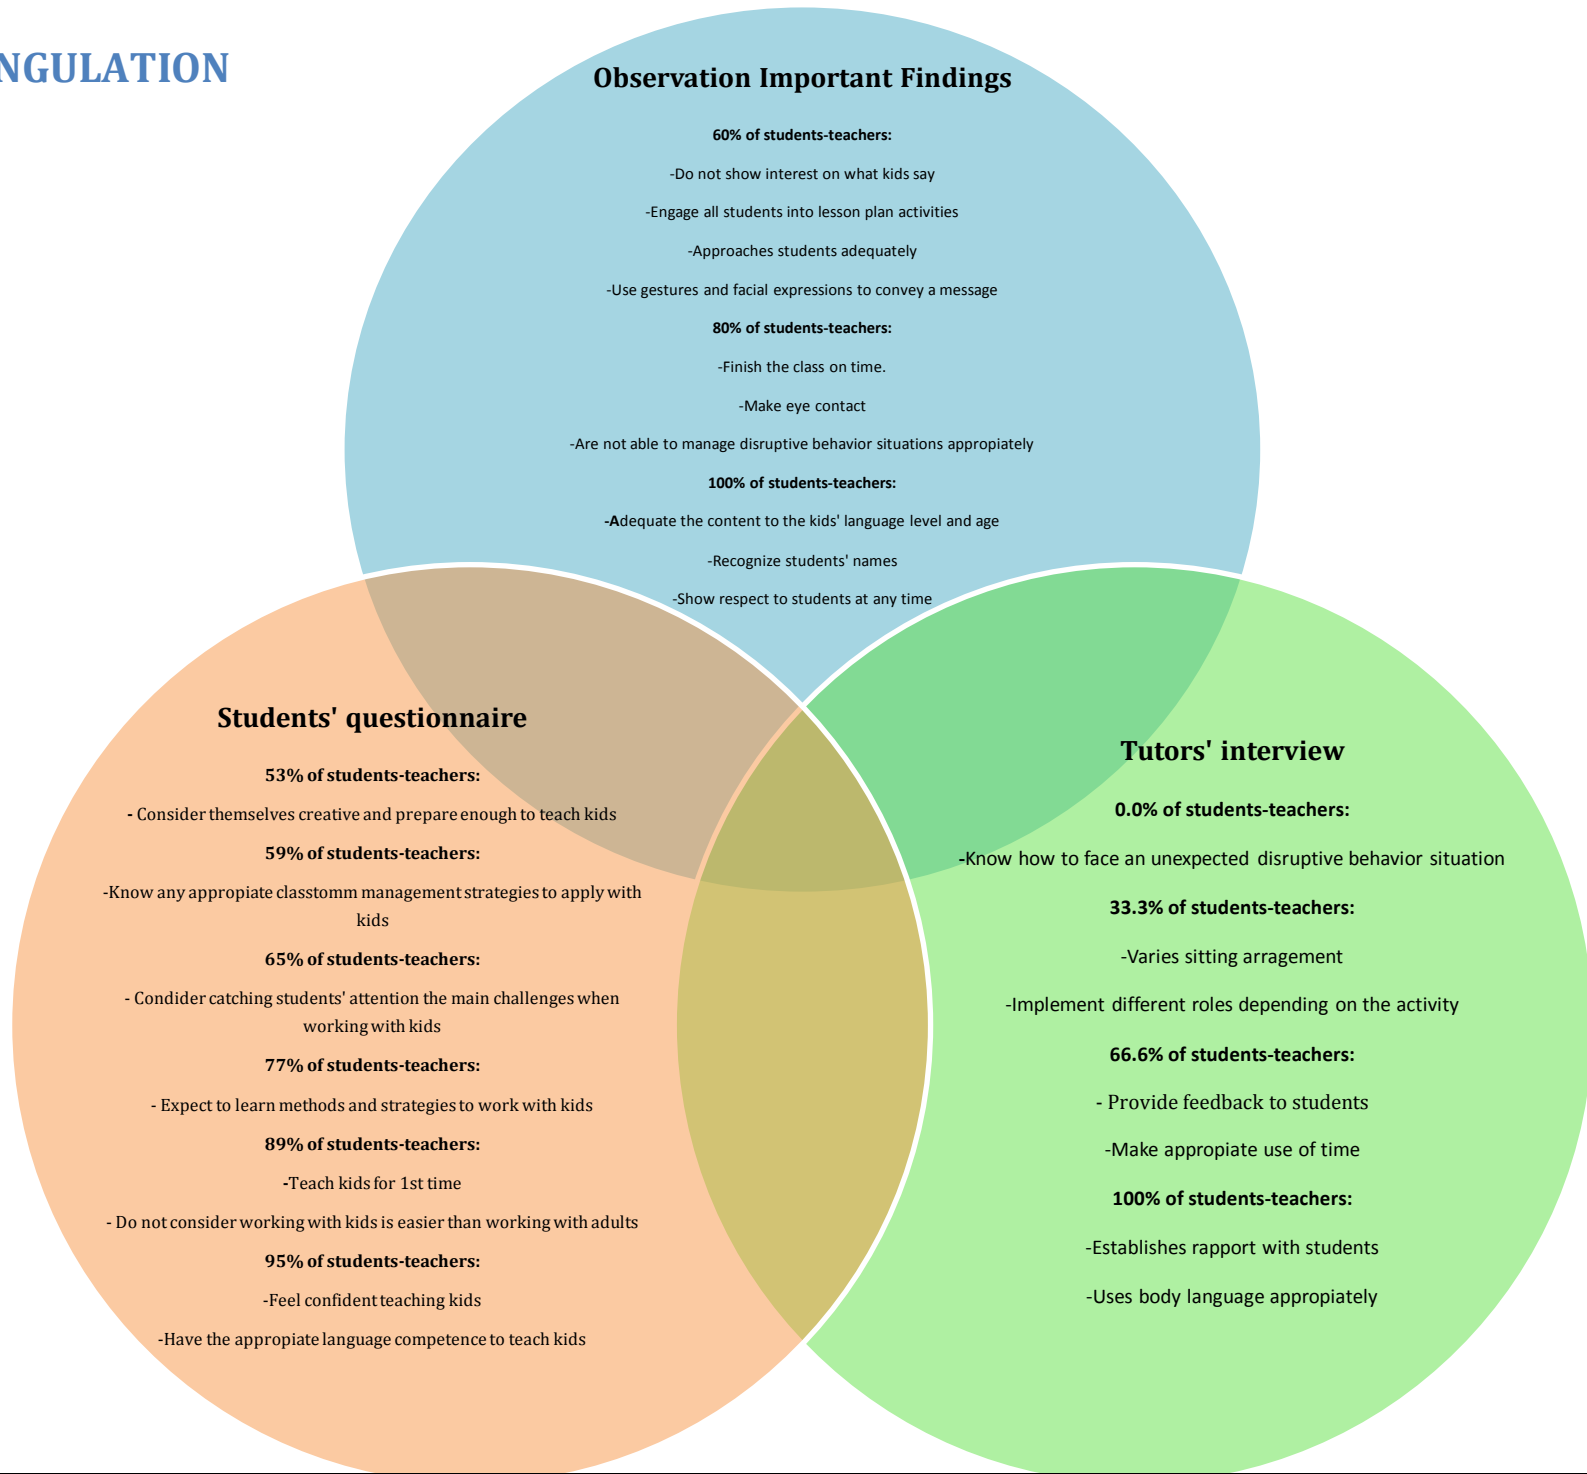 NGULATION
Observation Important Findings
60% of students-teachers:
-Do not show interest on what kids say
-Engage all students into lesson plan activities
-Approaches students adequately
-Use gestures and facial expressions to convey a message
80% of students-teachers:
-Finish the class on time.
-Make eye contact
-Are not able to manage disruptive behavior situations appropiately
100% of students-teachers:
-Adequate the content to the kids' language level and age
-Recognize students' names
-Show respect to students at any time
Students' questionnaire
53% of students-teachers:
- Consider themselves creative and prepare enough to teach kids
59% of students-teachers:
-Know any appropiate classtomm management strategies to apply with
kids
65% of students-teachers:
- Condider catching students' attention the main challenges when
working with kids
77% of students-teachers:
- Expect to learn methods and strategies to work with kids
89% of students-teachers:
-Teach kids for 1st time
- Do not consider working with kids is easier than working with adults
95% of students-teachers:
-Feel confident teaching kids
-Have the appropiate language competence to teach kids
Tutors' interview
0.0% of students-teachers:
-Know how to face an unexpected disruptive behavior situation
33.3% of students-teachers:
-Varies sitting arragement
-Implement different roles depending on the activity
66.6% of students-teachers:
- Provide feedback to students
-Make appropiate use of time
100% of students-teachers:
-Establishes rapport with students
-Uses body language appropiately